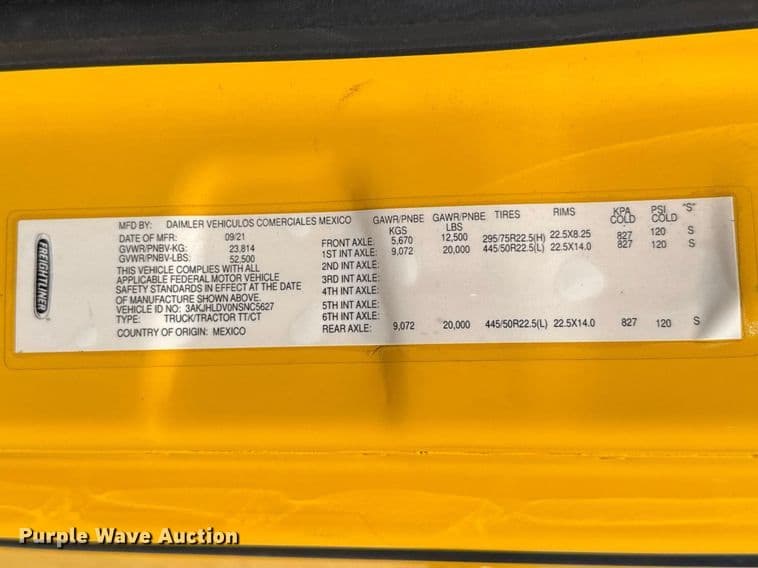 FREIGHTLINER
MFD BY: DAIMLER VEHICULOS COMERCIALES MEXICO
DATE OF MFR: 09/21
GVWR/PNBV-KG: 23.814
GVWR/PNBV-LBS: 52,500
THIS VEHICLE COMPLIES WITH ALL
APPLICABLE FEDERAL MOTOR VEHICLE
SAFETY STANDARDS IN EFFECT AT THE DATE
OF MANUFACTURE SHOWN ABOVE.
VEHICLE ID NO: 3AKJHLDV0NSNC5627
TYPE: TRUCK/TRACTOR TT/CT
COUNTRY OF ORIGIN: MEXICO
GAWR/PNBE KGS GAWR/PNBE LBS TIRES RIMS KPA COLD PSI COLD "S"
FRONT AXLE: 5,670 12,500 295/75R22.5(H) 22.5X8.25 827 120 S
1ST INT AXLE: 9,072 20,000 445/50R22.5(L) 22.5X14.0 827 120 S
2ND INT AXLE:
3RD INT AXLE:
4TH INT AXLE:
5TH INT AXLE:
6TH INT AXLE:
REAR AXLE: 9,072 20,000 445/50R22.5(L) 22.5X14.0 827 120 S
Purple Wave Auction